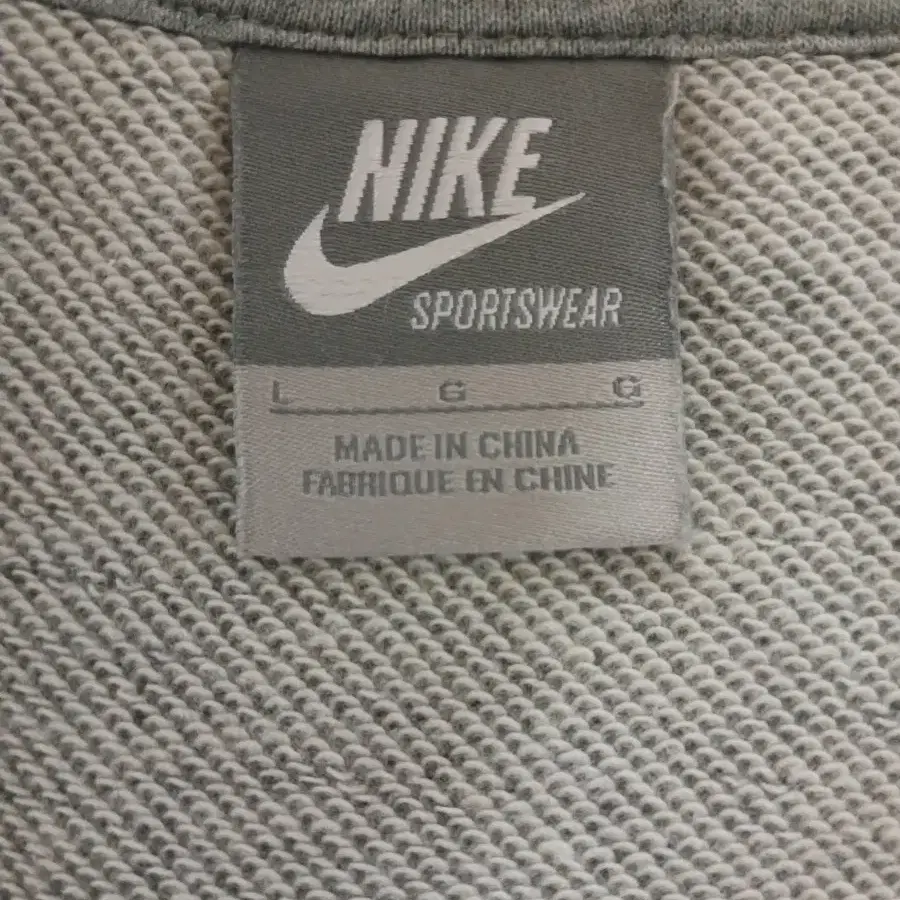 NIKE
SPORTSWEAR
L G G
MADE IN CHINA
FABRIQUE EN CHINE